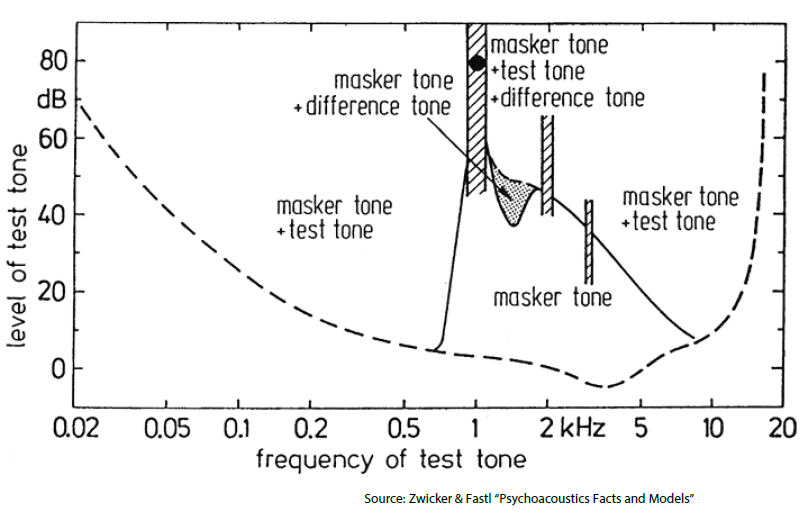 80
dB
60
40
20
0
level of test tone
masker tone
+difference tone
masker tone
+test tone
+difference tone
masker tone
+test tone
masker tone
+test tone
masker tone
0.02 0.05 0.1 0.2 0.5 1 2 kHz 5 10 20
frequency of test tone
Source: Zwicker & Fastl “Psychoacoustics Facts and Models”